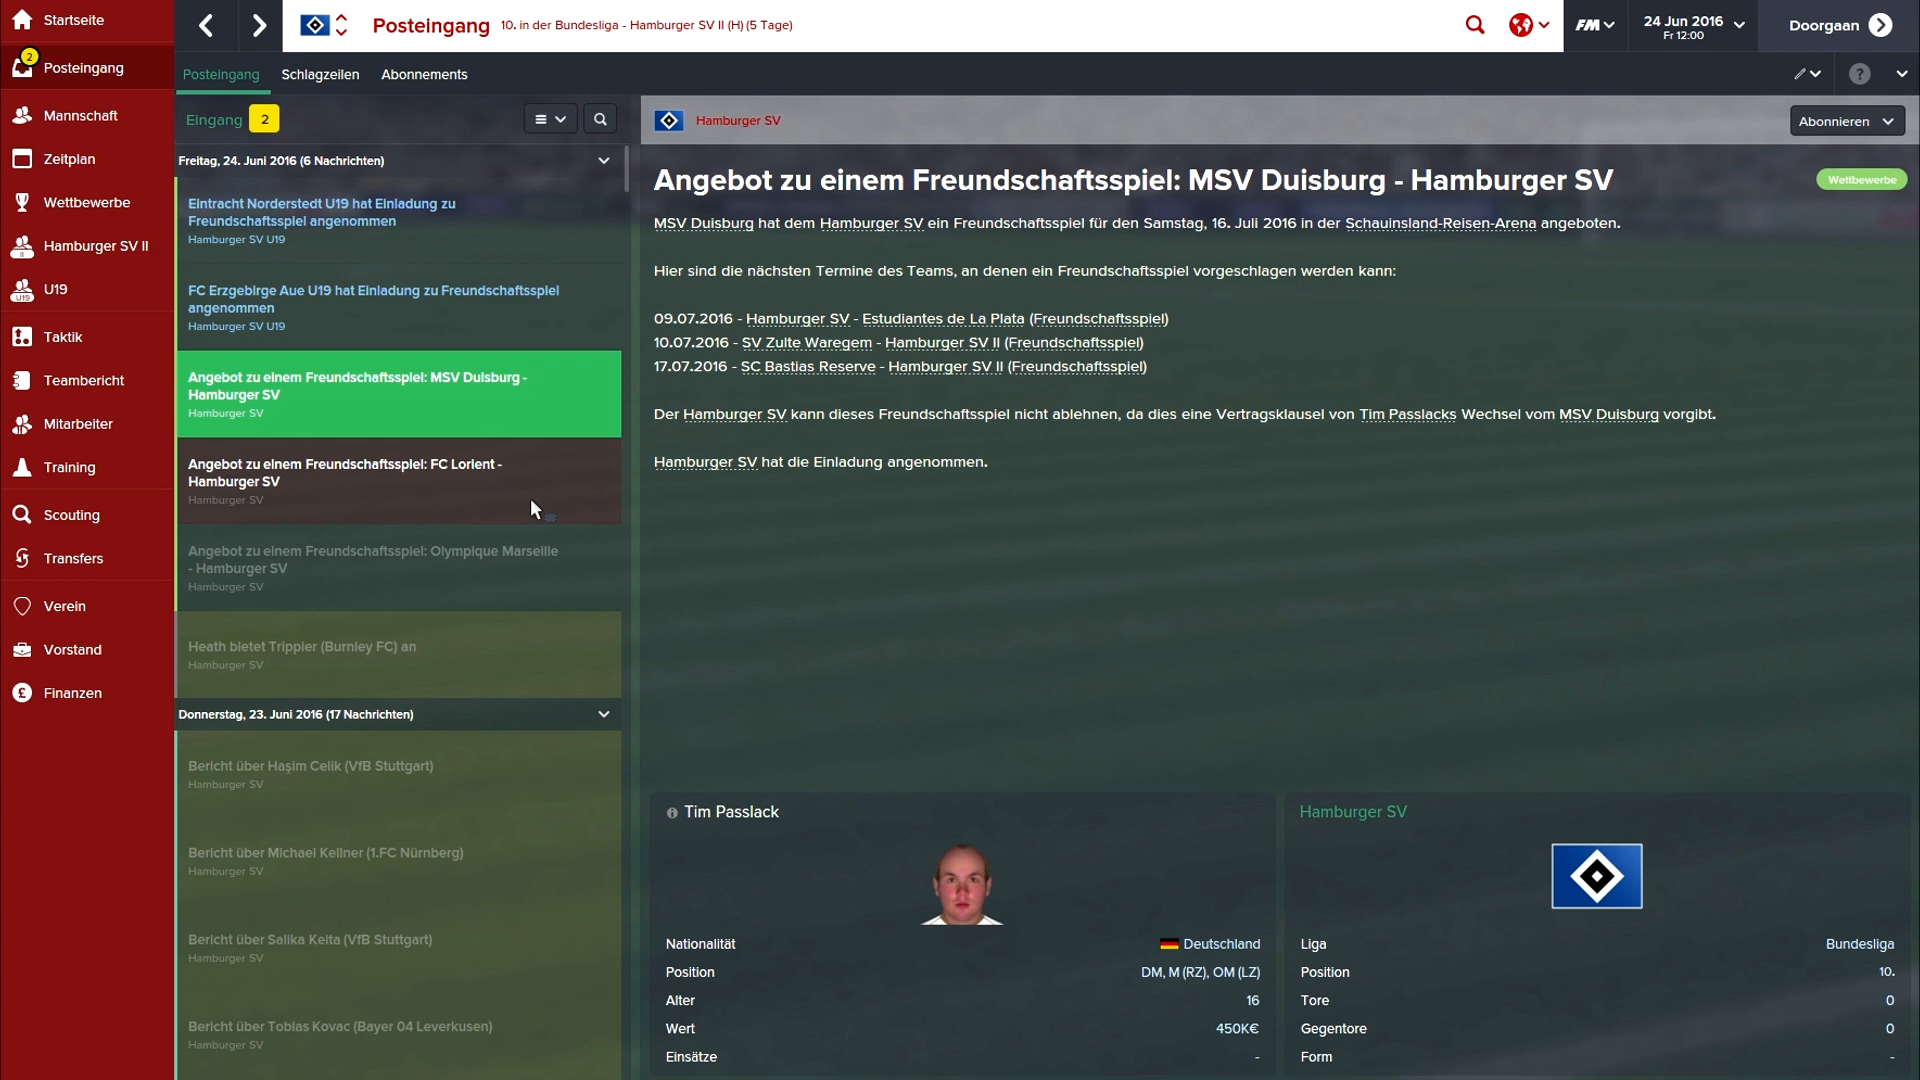 Startseite
2
Posteingang
Mannschaft
Zeitplan
Wettbewerbe
Hamburger SV II
U19
Taktik
Teambericht
Mitarbeiter
Training
Scouting
Transfers
Verein
Vorstand
Finanzen
Posteingang
10. in der Bundesliga - Hamburger SV II (H) (5 Tage)
FM
24 Jun 2016
Fr 12:00
Doorgaan
Posteingang
Schlagzeilen
Abonnements
?
Eingang
2
Freitag, 24. Juni 2016 (6 Nachrichten)
Eintracht Norderstedt U19 hat Einladung zu
Freundschaftsspiel angenommen
Hamburger SV U19
FC Erzgebirge Aue U19 hat Einladung zu Freundschaftsspiel
angenommen
Hamburger SV U19
Angebot zu einem Freundschaftsspiel: MSV Duisburg -
Hamburger SV
Hamburger SV
Angebot zu einem Freundschaftsspiel: FC Lorient -
Hamburger SV
Hamburger SV
Angebot zu einem Freundschaftsspiel: Olympique Marseille
- Hamburger SV
Hamburger SV
Heath bietet Trippier (Burnley FC) an
Hamburger SV
Donnerstag, 23. Juni 2016 (17 Nachrichten)
Bericht über Haşim Celik (VfB Stuttgart)
Hamburger SV
Bericht über Michael Kellner (1.FC Nürnberg)
Hamburger SV
Bericht über Salika Keita (VfB Stuttgart)
Hamburger SV
Bericht über Tobias Kovac (Bayer 04 Leverkusen)
Hamburger SV
Hamburger SV
Abonnieren
Angebot zu einem Freundschaftsspiel: MSV Duisburg - Hamburger SV
Wettbewerbe
MSV Duisburg hat dem Hamburger SV ein Freundschaftsspiel für den Samstag, 16. Juli 2016 in der Schauinsland-Reisen-Arena angeboten.
Hier sind die nächsten Termine des Teams, an denen ein Freundschaftsspiel vorgeschlagen werden kann:
09.07.2016 - Hamburger SV - Estudiantes de La Plata (Freundschaftsspiel)
10.07.2016 - SV Zulte Waregem - Hamburger SV II (Freundschaftsspiel)
17.07.2016 - SC Bastias Reserve - Hamburger SV II (Freundschaftsspiel)
Der Hamburger SV kann dieses Freundschaftsspiel nicht ablehnen, da dies eine Vertragsklausel von Tim Passlacks Wechsel vom MSV Duisburg vorgibt.
Hamburger SV hat die Einladung angenommen.
Tim Passlack
Nationalität Deutschland
Position DM, M (RZ), OM (LZ)
Alter 16
Wert 450K€
Einsätze -
Hamburger SV
Liga Bundesliga
Position 10.
Tore 0
Gegentore 0
Form -